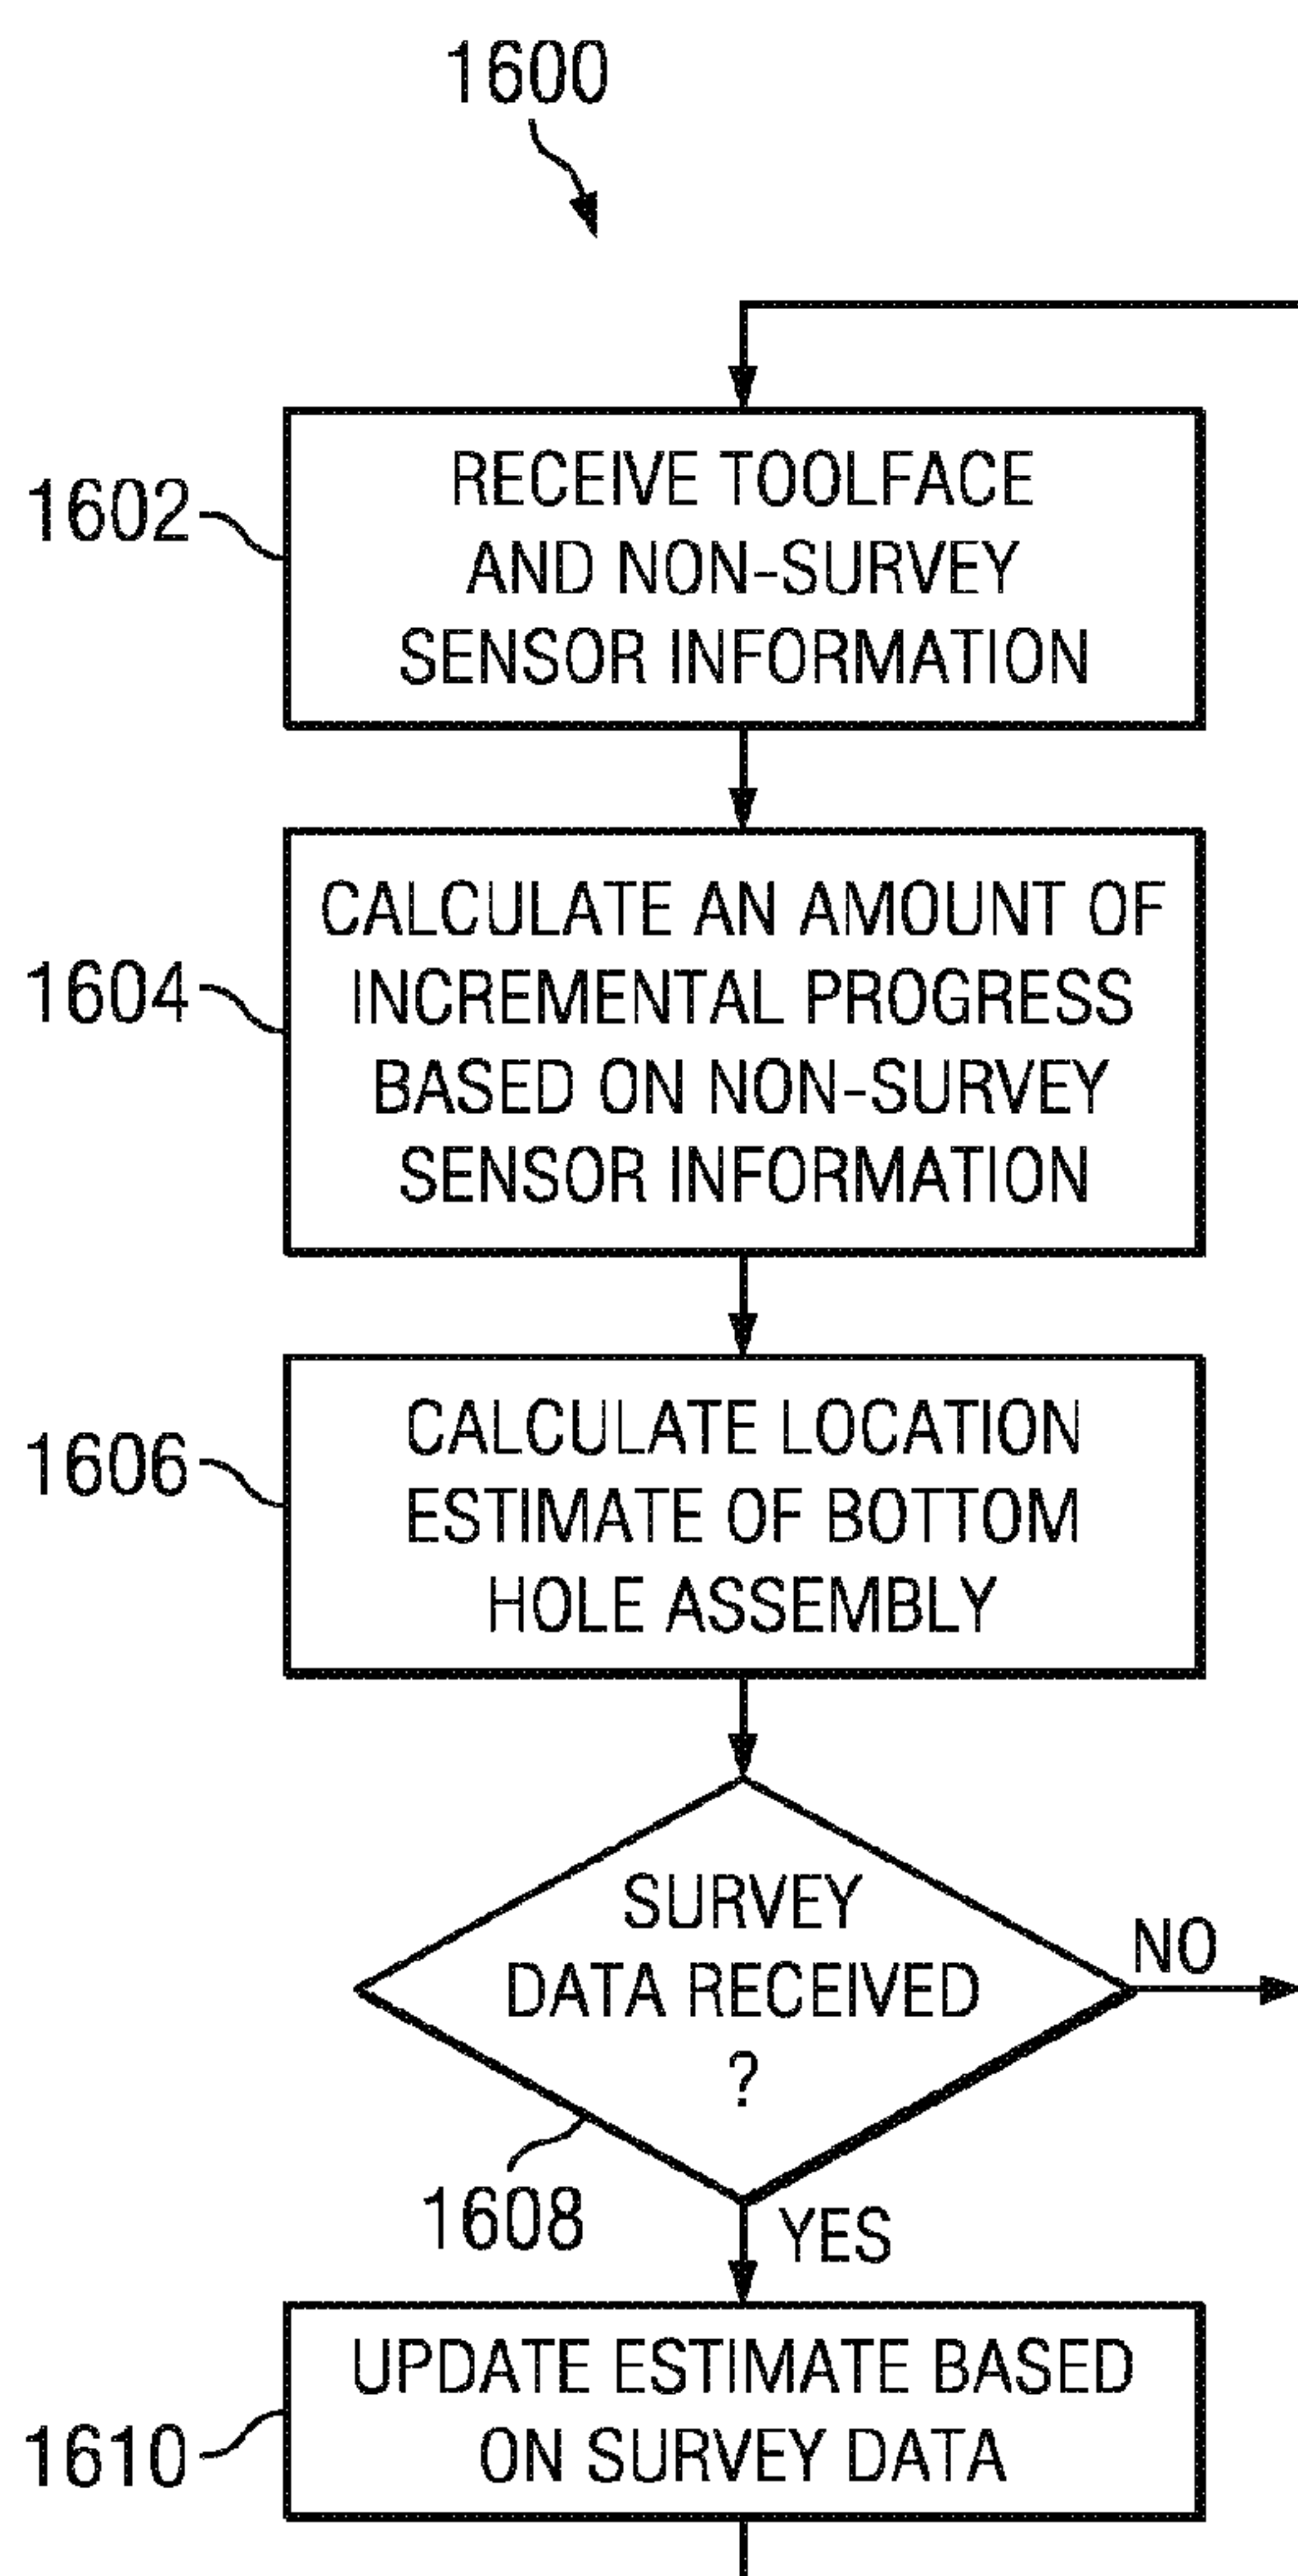 1600
1602
RECEIVE TOOLFACE
AND NON-SURVEY
SENSOR INFORMATION
1604
CALCULATE AN AMOUNT OF
INCREMENTAL PROGRESS
BASED ON NON-SURVEY
SENSOR INFORMATION
1606
CALCULATE LOCATION
ESTIMATE OF BOTTOM
HOLE ASSEMBLY
SURVEY
DATA RECEIVED
?
NO
1608
YES
1610
UPDATE ESTIMATE BASED
ON SURVEY DATA